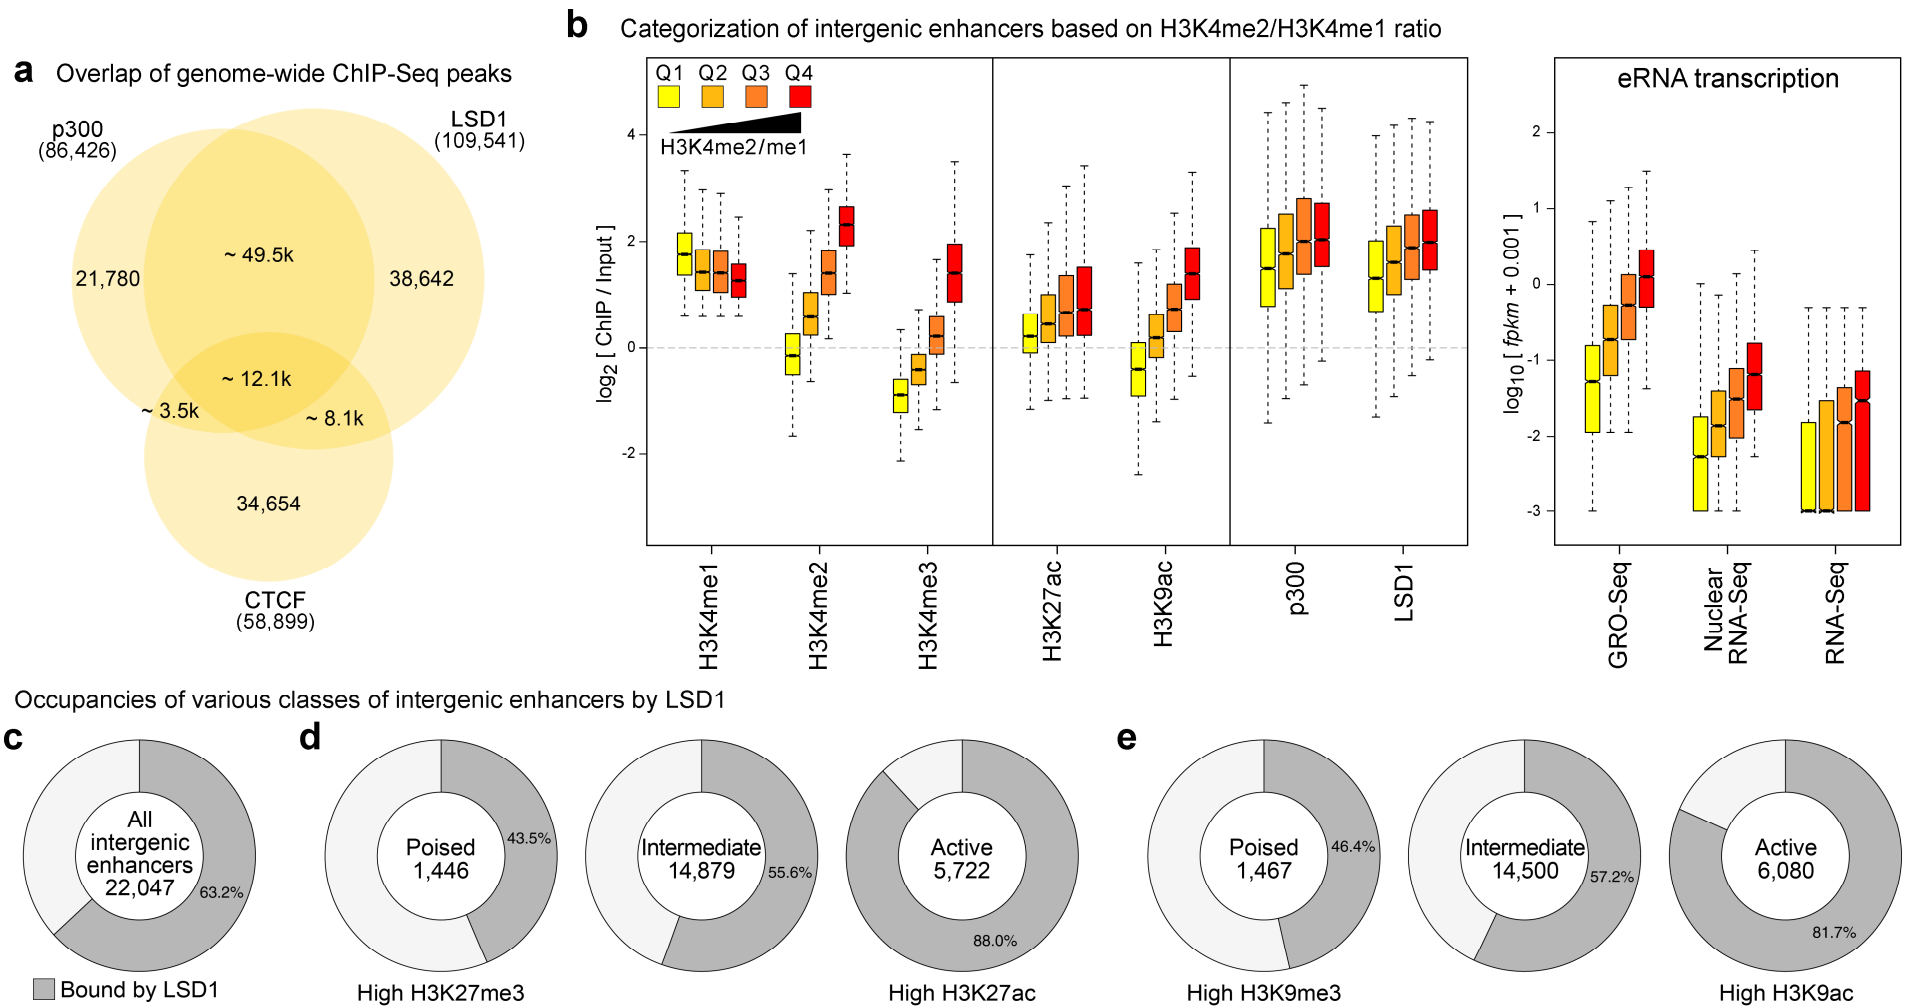 a Overlap of genome-wide ChIP-Seq peaks
p300
(86,426)
LSD1
(109,541)
~ 49.5k
21,780
38,642
~ 12.1k
~ 3.5k
~ 8.1k
34,654
CTCF
(58,899)
b Categorization of intergenic enhancers based on H3K4me2/H3K4me1 ratio
Q1 Q2 Q3 Q4
H3K4me2/me1
log2 [ ChIP / Input ]
4
2
0
-2
H3K4me1
H3K4me2
H3K4me3
H3K27ac
H3K9ac
p300
LSD1
eRNA transcription
log10 [ fpkm + 0.001 ]
2
1
0
-1
-2
-3
GRO-Seq
Nuclear
RNA-Seq
RNA-Seq
Occupancies of various classes of intergenic enhancers by LSD1
c
All
intergenic
enhancers
22,047
63.2%
Bound by LSD1
d
Poised
1,446
43.5%
High H3K27me3
Intermediate
14,879
55.6%
Active
5,722
88.0%
High H3K27ac
e
Poised
1,467
46.4%
High H3K9me3
Intermediate
14,500
57.2%
Active
6,080
81.7%
High H3K9ac